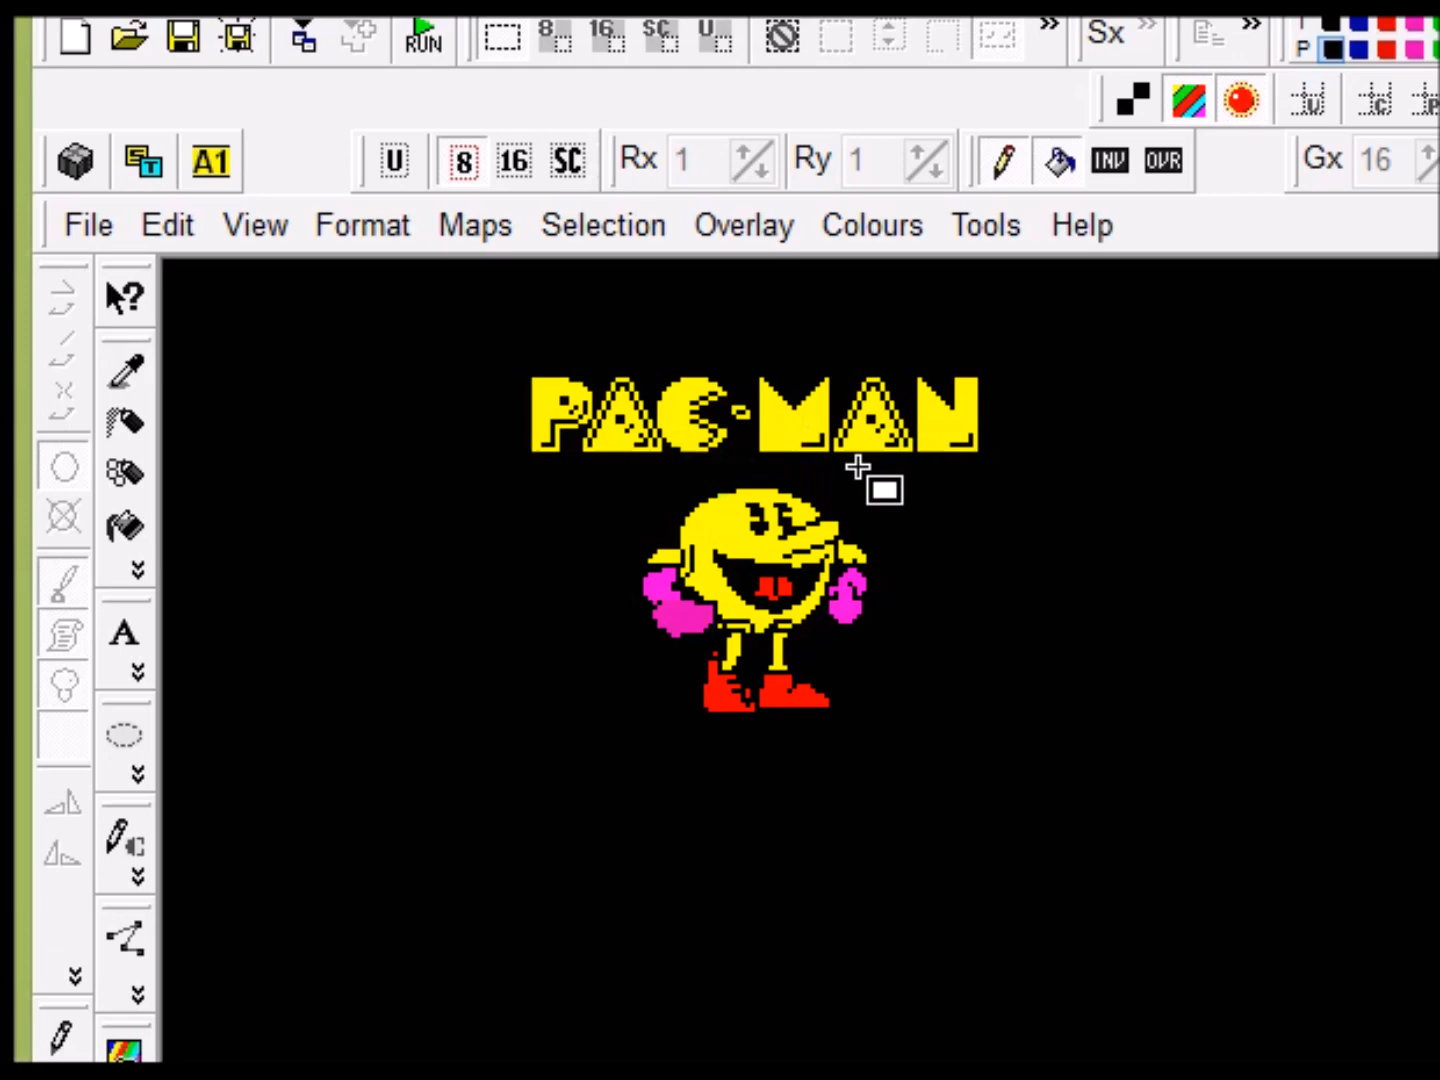 RUN 8 16 SC U Sx P
U C
A1 U 8 16 SC Rx 1 Ry 1 INV OVR Gx 16
File Edit View Format Maps Selection Overlay Colours Tools Help
?
PAC-MAN
A